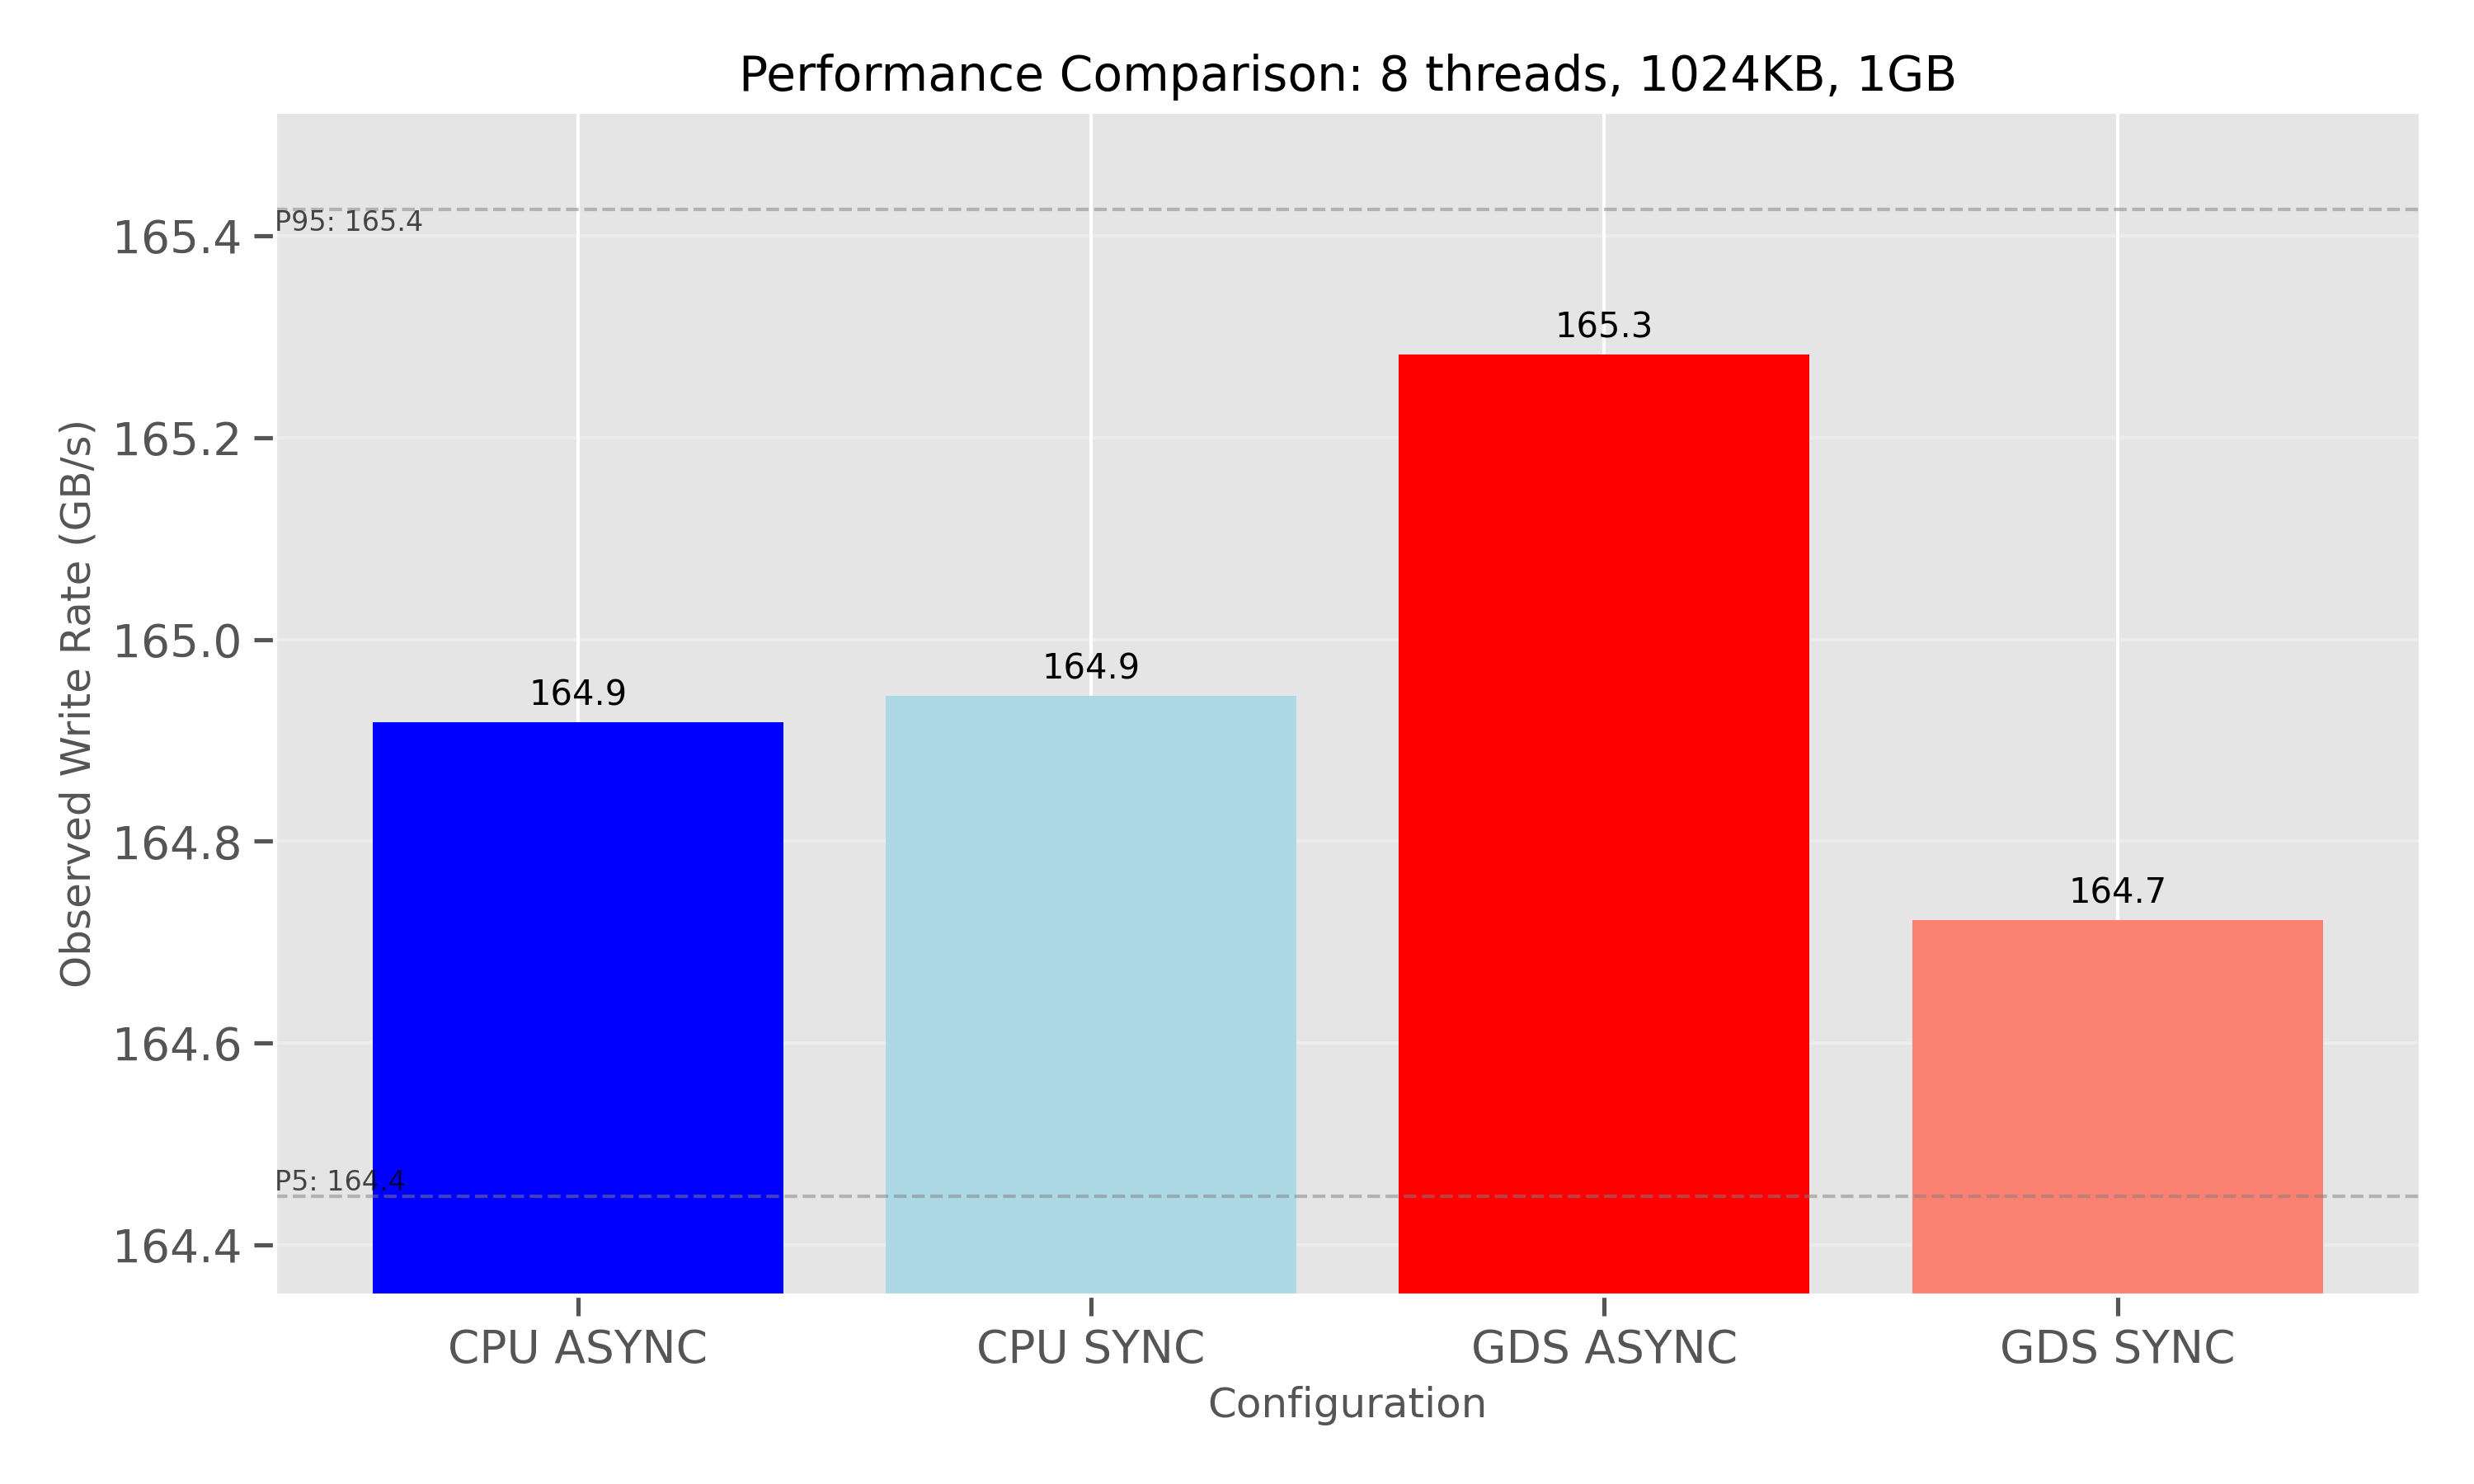 Performance Comparison: 8 threads, 1024KB, 1GB
Observed Write Rate (GB/s)
165.4
165.2
165.0
164.8
164.6
164.4
P95: 165.4
P5: 164.4
164.9
164.9
165.3
164.7
CPU ASYNC
CPU SYNC
GDS ASYNC
GDS SYNC
Configuration